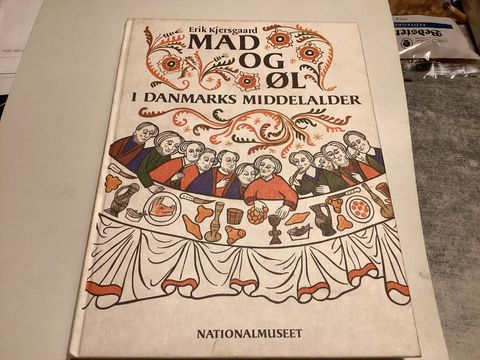 Erik Kjersgaard
MAD
OG
ØL
I DANMARKS MIDDELALDER
NATIONALMUSEET